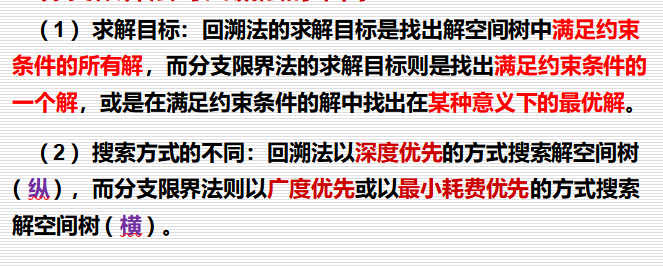 （1）求解目标：回溯法的求解目标是找出解空间树中满足约束
条件的所有解，而分支限界法的求解目标则是找出满足约束条件的
一个解，或是在满足约束条件的解中找出在某种意义下的最优解。
（2）搜索方式的不同：回溯法以深度优先的方式搜索解空间树
（纵），而分支限界法则以广度优先或以最小耗费优先的方式搜索
解空间树（横）。